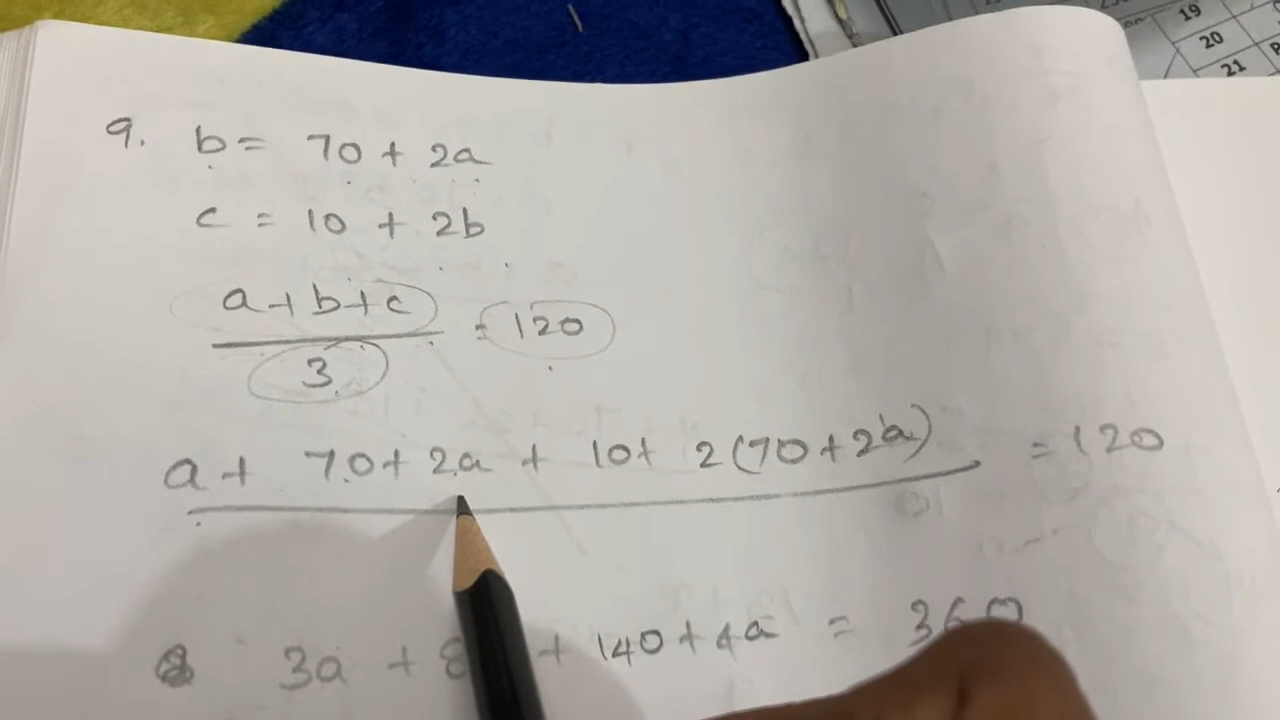 19
20
21
9. b = 70 + 2a
c = 10 + 2b
a + b + c
= 120
3
a + 70 + 2a + 10 + 2(70 + 2a) = 120
3a + 8 + 140 + 4a = 360